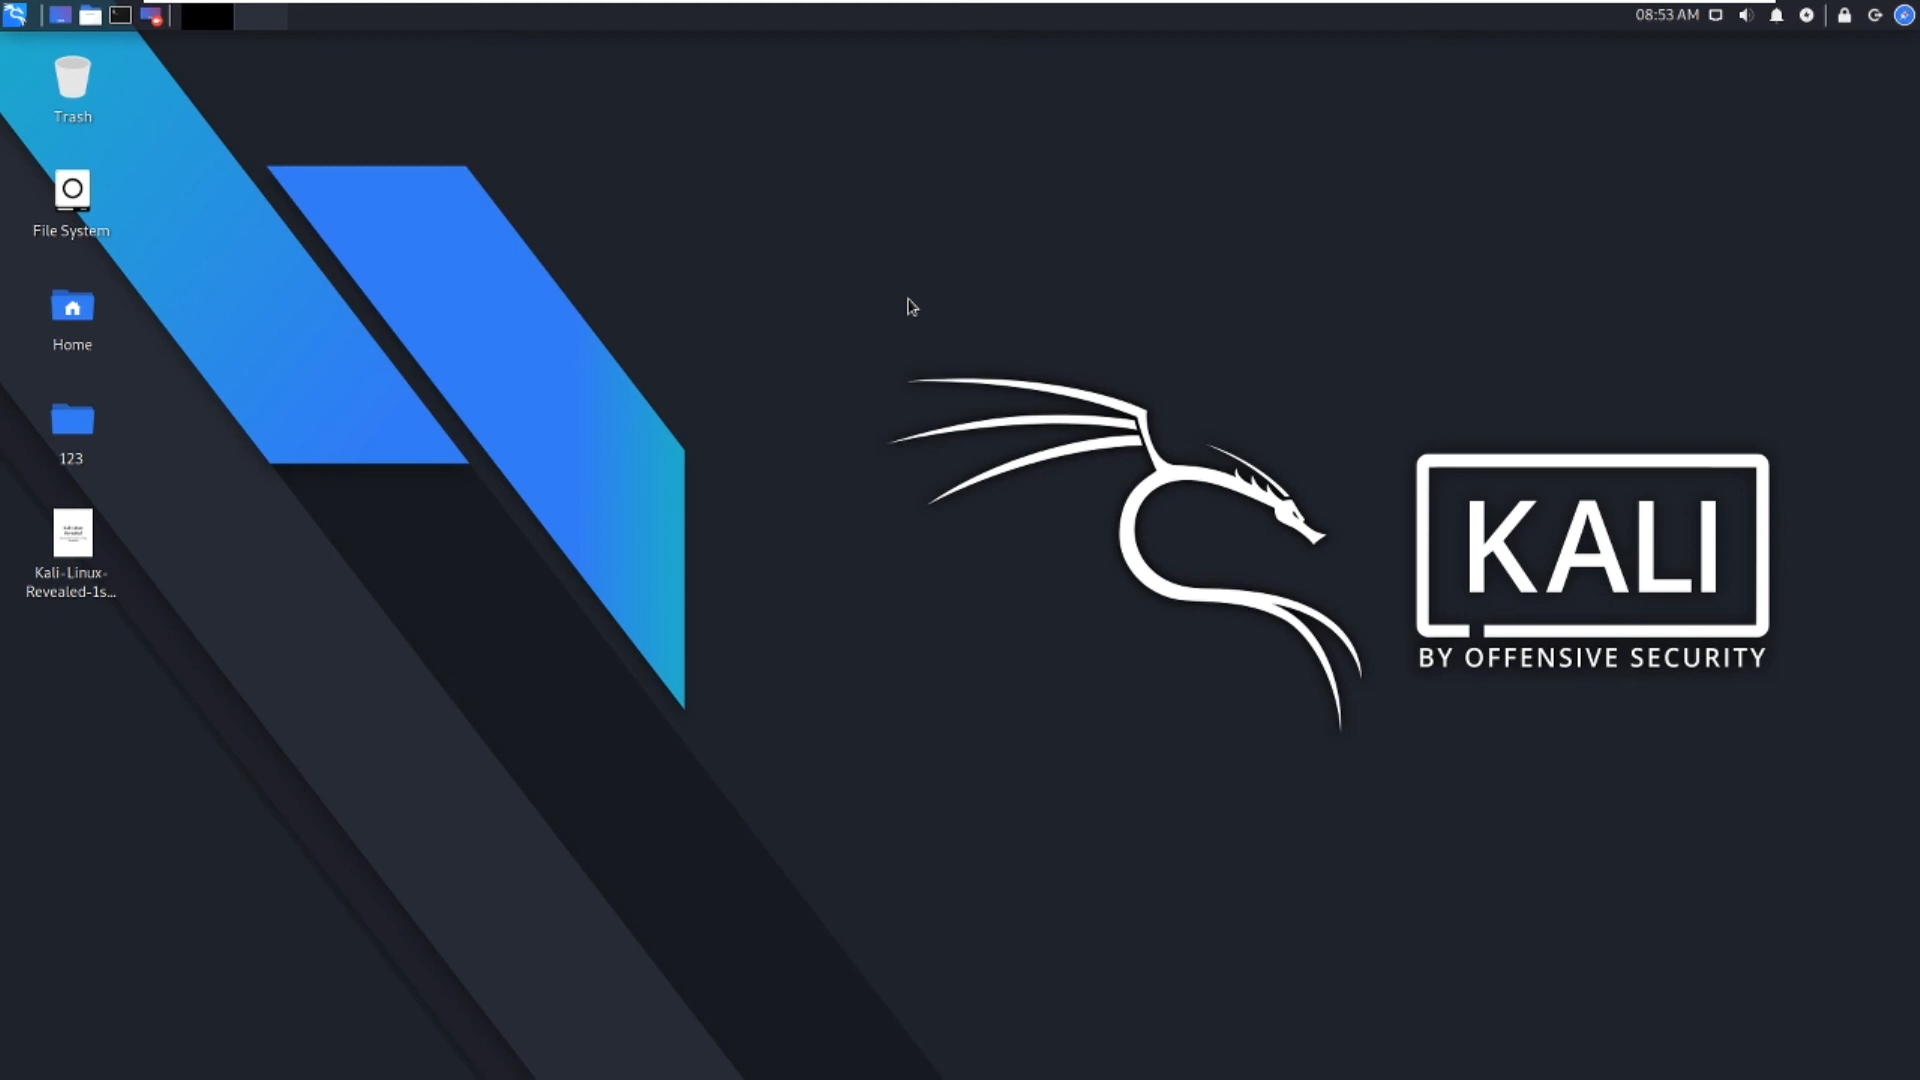 08:53 AM
Trash
File System
Home
123
Kali-Linux-
Revealed-1s...
KALI
BY OFFENSIVE SECURITY